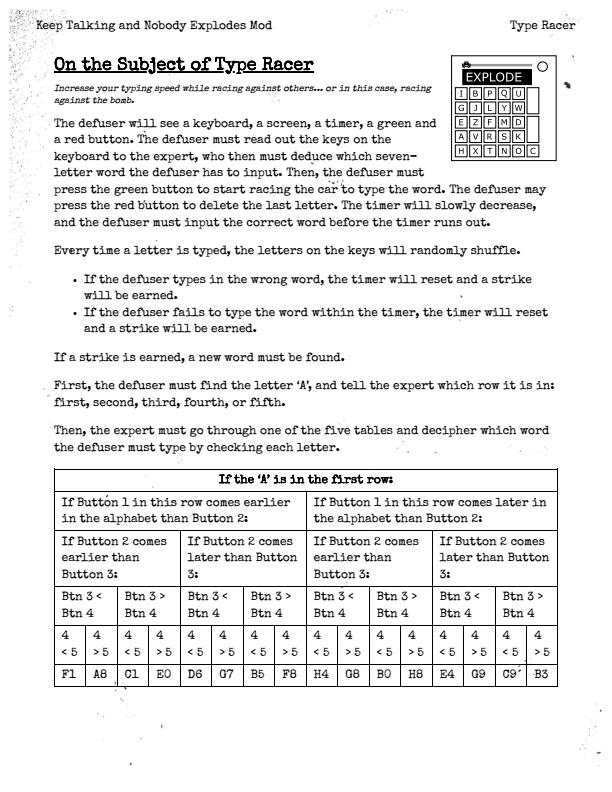 Keep Talking and Nobody Explodes Mod Type Racer
On the Subject of Type Racer
Increase your typing speed while racing against others... or in this case, racing
against the bomb.
EXPLODE
I B P Q U
G J L Y W
E Z F M D
A V R S K
H X T N O C
The defuser will see a keyboard, a screen, a timer, a green and
a red button. The defuser must read out the keys on the
keyboard to the expert, who then must deduce which seven-
letter word the defuser has to input. Then, the defuser must
press the green button to start racing the car to type the word. The defuser may
press the red button to delete the last letter. The timer will slowly decrease,
and the defuser must input the correct word before the timer runs out.
Every time a letter is typed, the letters on the keys will randomly shuffle.
• If the defuser types in the wrong word, the timer will reset and a strike
will be earned.
• If the defuser fails to type the word within the timer, the timer will reset
and a strike will be earned.
If a strike is earned, a new word must be found.
First, the defuser must find the letter ‘A’, and tell the expert which row it is in:
first, second, third, fourth, or fifth.
Then, the expert must go through one of the five tables and decipher which word
the defuser must type by checking each letter.
If the ‘A’ is in the first row:
If Button 1 in this row comes earlier If Button 1 in this row comes later in
in the alphabet than Button 2: the alphabet than Button 2:
If Button 2 comes If Button 2 comes If Button 2 comes If Button 2 comes
earlier than later than Button earlier than later than Button
Button 3: 3: Button 3: 3:
Btn 3 < Btn 3 > Btn 3 < Btn 3 > Btn 3 < Btn 3 > Btn 3 < Btn 3 >
Btn 4 Btn 4 Btn 4 Btn 4 Btn 4 Btn 4 Btn 4 Btn 4
4 4 4 4 4 4 4 4 4 4 4 4 4 4 4 4
< 5 > 5 < 5 > 5 < 5 > 5 < 5 > 5 < 5 > 5 < 5 > 5 < 5 > 5 < 5 > 5
F1 A8 C1 E0 D6 G7 B5 F8 H4 G8 B0 H8 E4 G9 C9 B3